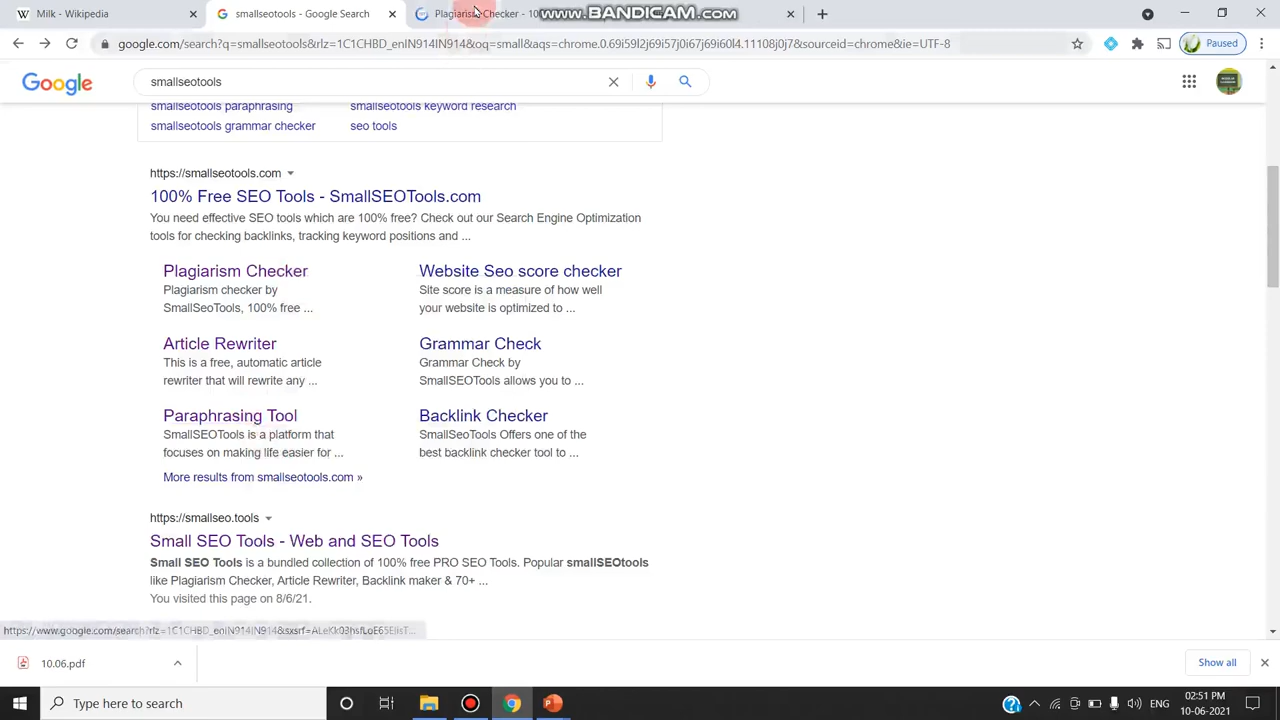 Milk - Wikipedia
smallseotools - Google Search
Plagiarism Checker - 10
www.BANDICAM.com
google.com/search?q=smallseotools&rlz=1C1CHBD_enIN914IN914&oq=small&aqs=chrome.0.69i59l2j69i57j0i67j69i60l4.11108j0j7&sourceid=chrome&ie=UTF-8
Paused
Google
smallseotools
smallseotools paraphrasing
smallseotools keyword research
smallseotools grammar checker
seo tools
https://smallseotools.com
100% Free SEO Tools - SmallSEOTools.com
You need effective SEO tools which are 100% free? Check out our Search Engine Optimization
tools for checking backlinks, tracking keyword positions and ...
Plagiarism Checker
Plagiarism checker by
SmallSeoTools, 100% free ...
Website Seo score checker
Site score is a measure of how well
your website is optimized to ...
Article Rewriter
This is a free, automatic article
rewriter that will rewrite any ...
Grammar Check
Grammar Check by
SmallSEOTools allows you to ...
Paraphrasing Tool
SmallSEOTools is a platform that
focuses on making life easier for ...
Backlink Checker
SmallSeoTools Offers one of the
best backlink checker tool to ...
More results from smallseotools.com »
https://smallseo.tools
Small SEO Tools - Web and SEO Tools
Small SEO Tools is a bundled collection of 100% free PRO SEO Tools. Popular smallSEOtools
like Plagiarism Checker, Article Rewriter, Backlink maker & 70+ ...
You visited this page on 8/6/21.
https://www.google.com/search?rlz=1C1CHBD_enIN914IN914&sxsrf=ALeKk03hsfLoE65EjisT...
10.06.pdf
Show all
Type here to search
ENG
02:51 PM
10-06-2021